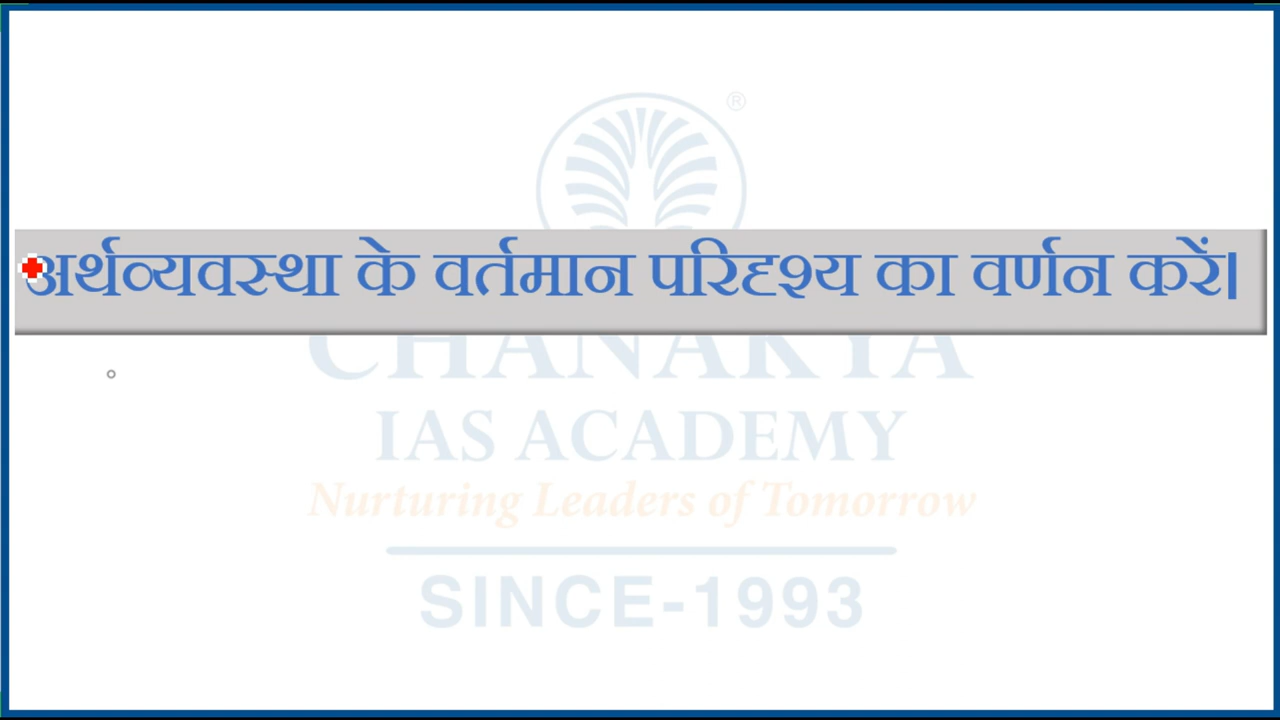 ®
अर्थव्यवस्था के वर्तमान परिदृश्य का वर्णन करें।
CHANAKYA
IAS ACADEMY
Nurturing Leaders of Tomorrow
SINCE-1993